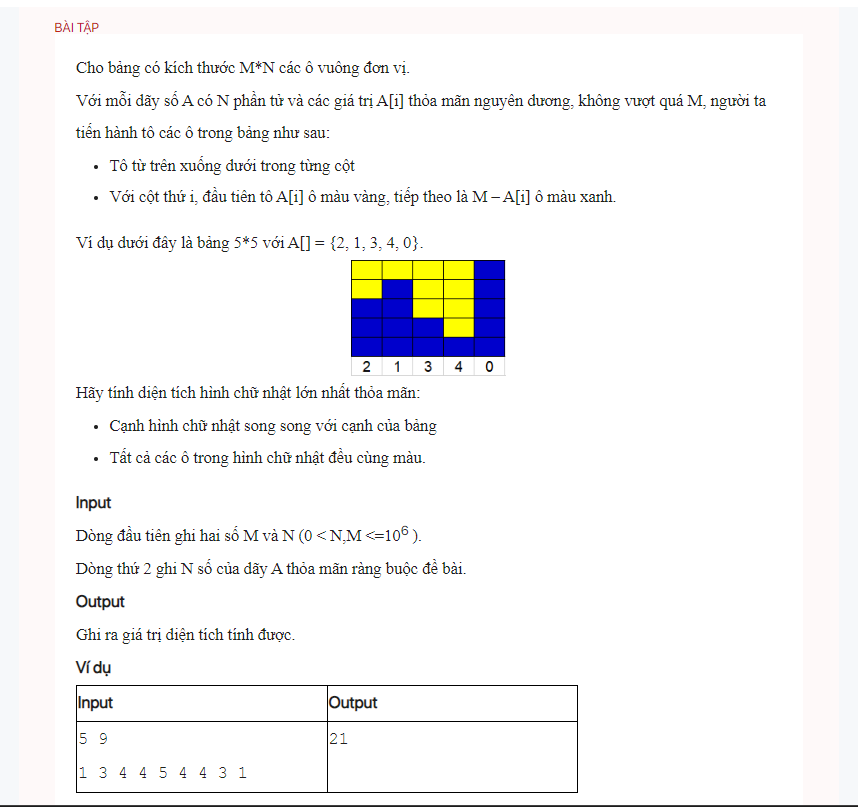 BÀI TẬP
Cho bảng có kích thước M*N các ô vuông đơn vị.
Với mỗi dãy số A có N phần tử và các giá trị A[i] thỏa mãn nguyên dương, không vượt quá M, người ta
tiến hành tô các ô trong bảng như sau:
• Tô từ trên xuống dưới trong từng cột
• Với cột thứ i, đầu tiên tô A[i] ô màu vàng, tiếp theo là M – A[i] ô màu xanh.
Ví dụ dưới đây là bảng 5*5 với A[] = {2, 1, 3, 4, 0}.
2 1 3 4 0
Hãy tính diện tích hình chữ nhật lớn nhất thỏa mãn:
• Cạnh hình chữ nhật song song với cạnh của bảng
• Tất cả các ô trong hình chữ nhật đều cùng màu.
Input
Dòng đầu tiên ghi hai số M và N (0 < N,M <=10⁶ ).
Dòng thứ 2 ghi N số của dãy A thỏa mãn ràng buộc đề bài.
Output
Ghi ra giá trị diện tích tính được.
Ví dụ
Input Output
5 9 21
1 3 4 4 5 4 4 3 1